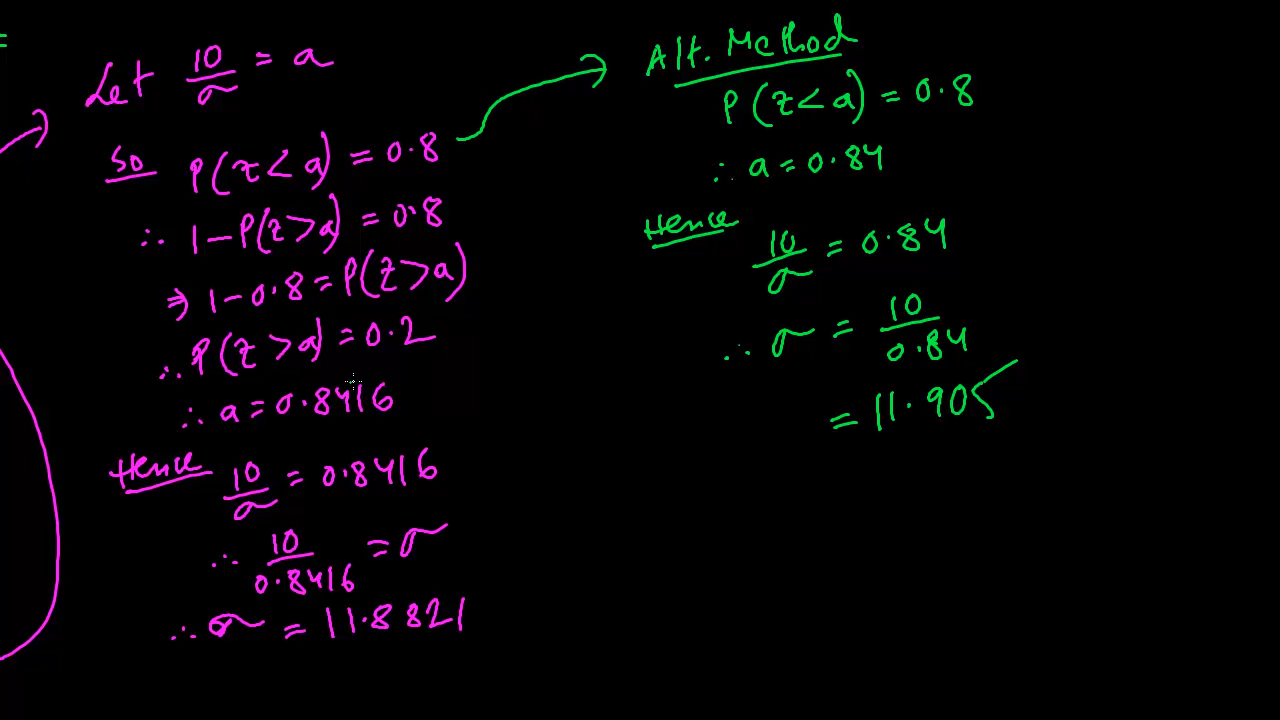 Let 10/σ = a
So P(z < a) = 0.8
∴ 1 - P(z > a) = 0.8
⇒ 1 - 0.8 = P(z > a)
∴ P(z > a) = 0.2
∴ a = 0.8416
Hence 10/σ = 0.8416
∴ 10/0.8416 = σ
∴ σ = 11.8821
Alt. Method
P(z < a) = 0.8
∴ a = 0.84
Hence
10/σ = 0.84
∴ σ = 10/0.84
= 11.905